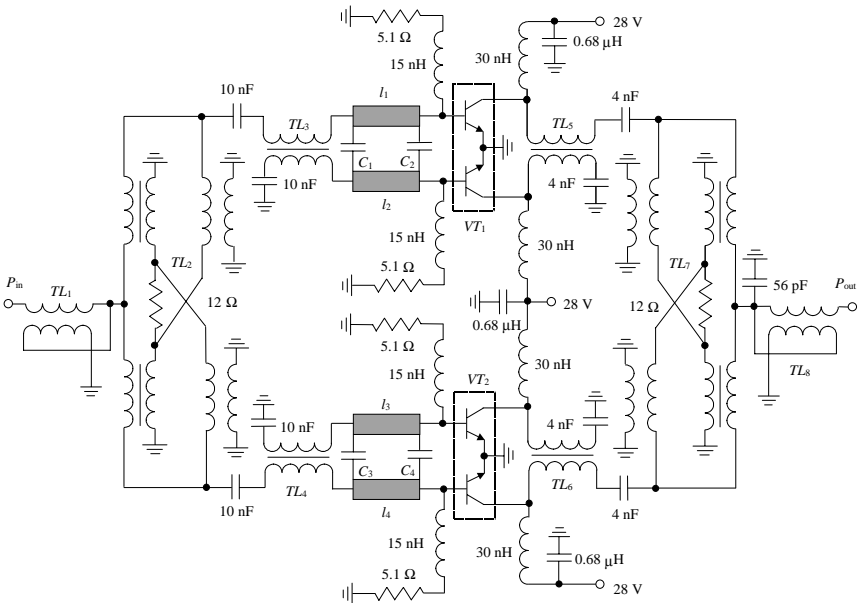 28 V
5.1 Ω
0.68 µH
15 nH
30 nH
10 nF
l1
4 nF
TL3
TL5
C1
C2
10 nF
4 nF
l2
VT1
15 nH
30 nH
TL2
TL7
5.1 Ω
Pin
TL1
12 Ω
28 V
12 Ω
56 pF
Pout
0.68 µH
5.1 Ω
TL8
15 nH
VT2
30 nH
l3
10 nF
4 nF
C3
C4
TL4
TL6
10 nF
l4
4 nF
15 nH
30 nH
0.68 µH
5.1 Ω
28 V